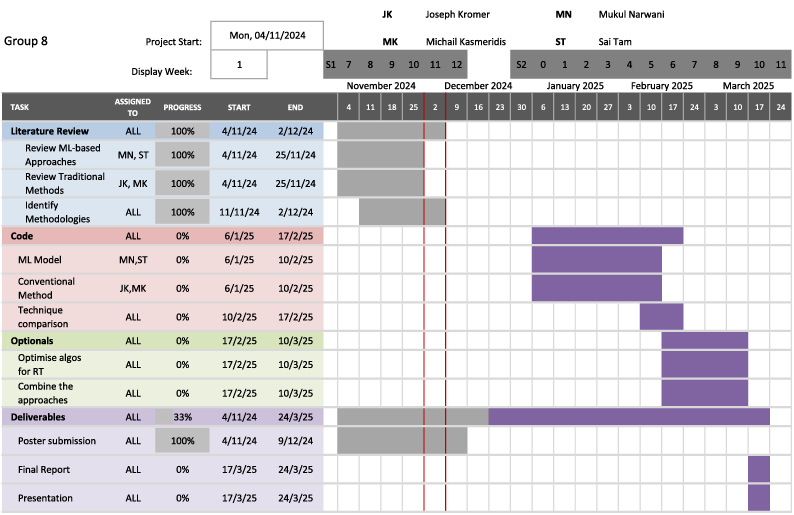 JK Joseph Kromer MN Mukul Narwani
Group 8 Project Start: Mon, 04/11/2024 MK Michail Kasmeridis ST Sai Tam
Display Week: 1 S1 7 8 9 10 11 12 S2 0 1 2 3 4 5 6 7 8 9 10 11
November 2024 December 2024 January 2025 February 2025 March 2025
TASK ASSIGNED TO PROGRESS START END 4 11 18 25 2 9 16 23 30 6 13 20 27 3 10 17 24 3 10 17 24
Literature Review ALL 100% 4/11/24 2/12/24
Review ML-based
Approaches MN, ST 100% 4/11/24 25/11/24
Review Traditional
Methods JK, MK 100% 4/11/24 25/11/24
Identify
Methodologies ALL 100% 11/11/24 2/12/24
Code ALL 0% 6/1/25 17/2/25
ML Model MN,ST 0% 6/1/25 10/2/25
Conventional
Method JK,MK 0% 6/1/25 10/2/25
Technique
comparison ALL 0% 10/2/25 17/2/25
Optionals ALL 0% 17/2/25 10/3/25
Optimise algos
for RT ALL 0% 17/2/25 10/3/25
Combine the
approaches ALL 0% 17/2/25 10/3/25
Deliverables ALL 33% 4/11/24 24/3/25
Poster submission ALL 100% 4/11/24 9/12/24
Final Report ALL 0% 17/3/25 24/3/25
Presentation ALL 0% 17/3/25 24/3/25